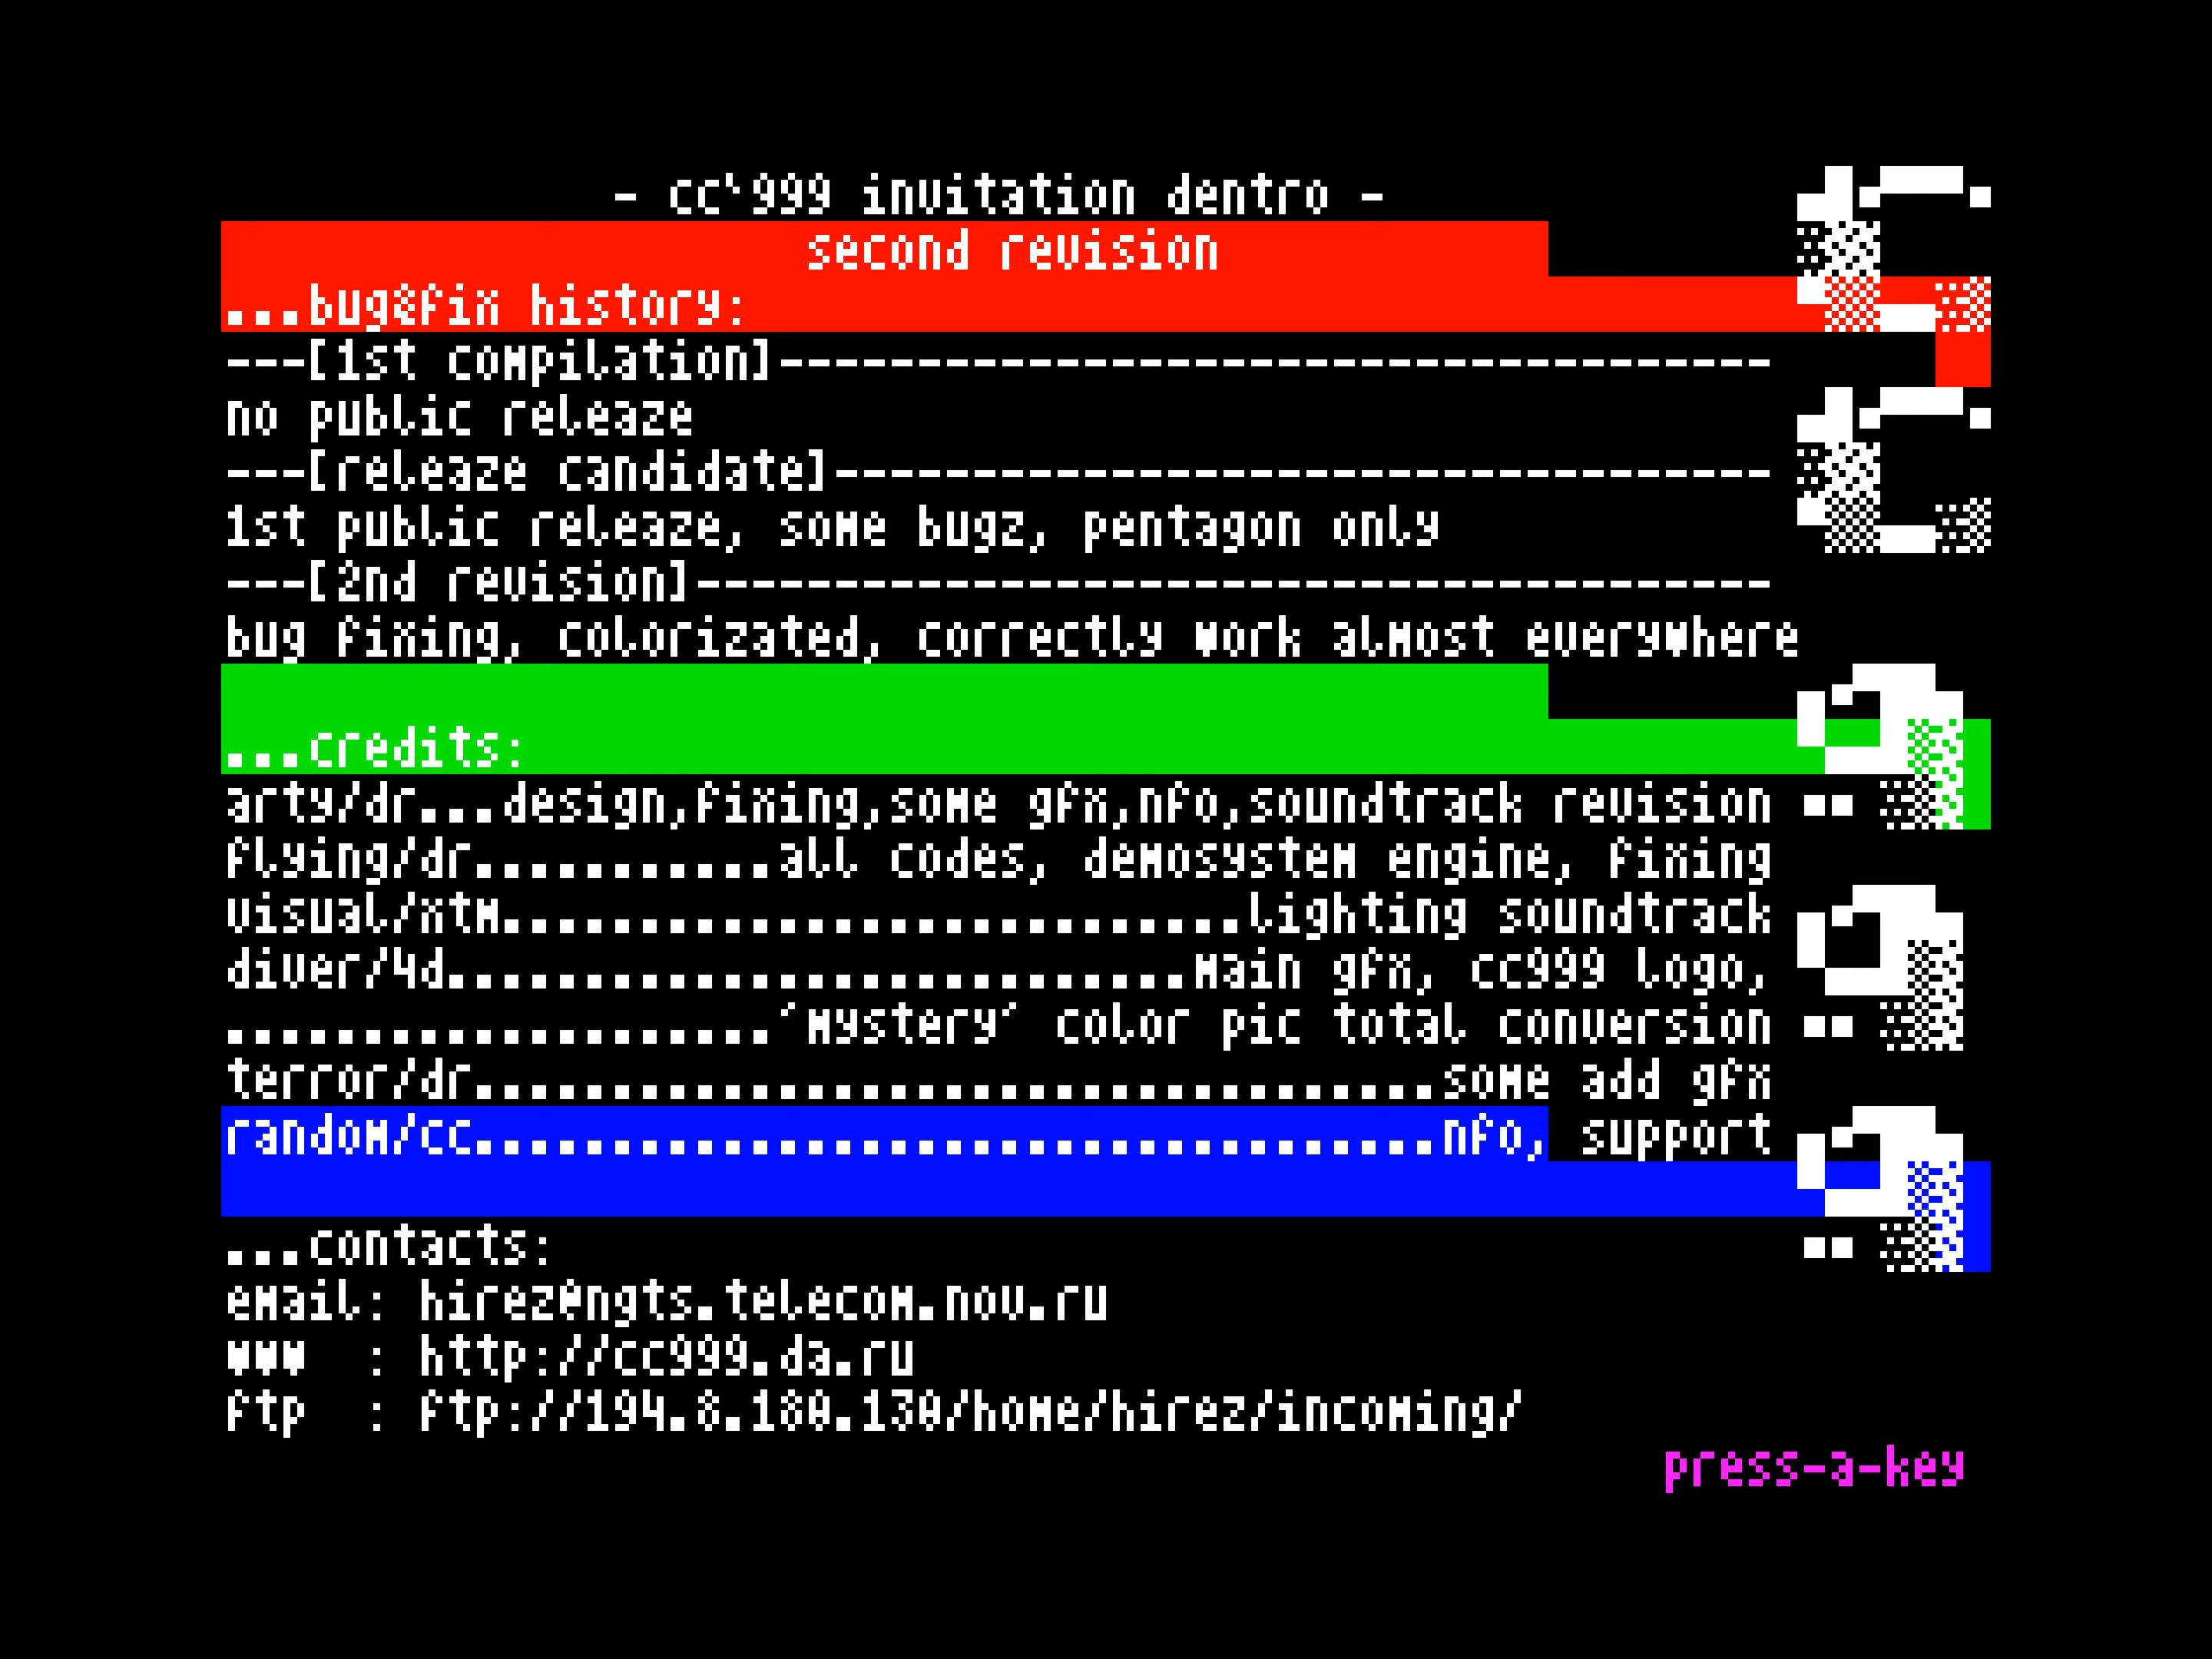 - cc'999 invitation dentro -
second revision
...bug&fix history:
---[1st compilation]------------------------------------
no public releaze
---[releaze candidate]----------------------------------
1st public releaze, some bugz, pentagon only
---[2nd revision]---------------------------------------
bug fixing, colorizated, correctly work almost everywhere
...credits:
arty/dr...design,fixing,some gfx,nfo,soundtrack revision
flying/dr...........all codes, demosystem engine, fixing
visual/xtm...........................lighting soundtrack
diver/4d...........................main gfx, cc999 logo,
....................'mystery' color pic total conversion
terror/dr...................................some add gfx
random/cc...................................nfo, support
...contacts:
email: hirez@ngts.telecom.nov.ru
www  : http://cc999.da.ru
ftp  : ftp://194.8.180.130/home/hirez/incoming/
press-a-key
cc999